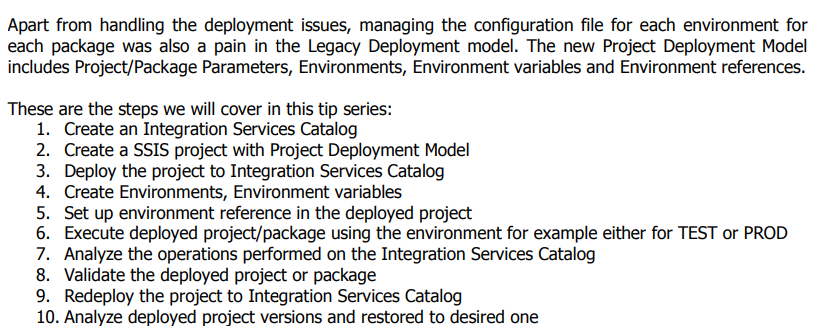 Apart from handling the deployment issues, managing the configuration file for each environment for
each package was also a pain in the Legacy Deployment model. The new Project Deployment Model
includes Project/Package Parameters, Environments, Environment variables and Environment references.
These are the steps we will cover in this tip series:
1. Create an Integration Services Catalog
2. Create a SSIS project with Project Deployment Model
3. Deploy the project to Integration Services Catalog
4. Create Environments, Environment variables
5. Set up environment reference in the deployed project
6. Execute deployed project/package using the environment for example either for TEST or PROD
7. Analyze the operations performed on the Integration Services Catalog
8. Validate the deployed project or package
9. Redeploy the project to Integration Services Catalog
10. Analyze deployed project versions and restored to desired one